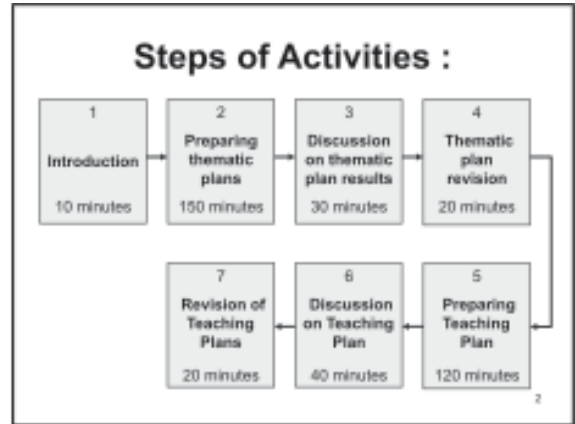 Steps of Activities :
1
Introduction
10 minutes
2
Preparing
thematic
plans
150 minutes
3
Discussion
on thematic
plan results
30 minutes
4
Thematic
plan
revision
20 minutes
5
Preparing
Teaching
Plan
120 minutes
6
Discussion
on Teaching
Plan
40 minutes
7
Revision of
Teaching
Plans
20 minutes
2